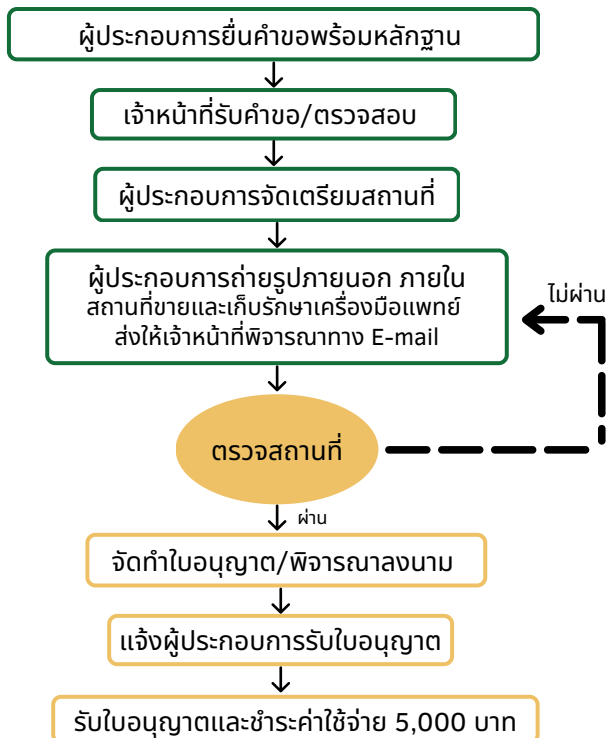 ผู้ประกอบการยื่นคำขอพร้อมหลักฐาน
เจ้าหน้าที่รับคำขอ/ตรวจสอบ
ผู้ประกอบการจัดเตรียมสถานที่
ผู้ประกอบการถ่ายรูปภายนอก ภายใน
สถานที่ขายและเก็บรักษาเครื่องมือแพทย์
ส่งให้เจ้าหน้าที่พิจารณาทาง E-mail
ไม่ผ่าน
ตรวจสถานที่
ผ่าน
จัดทำใบอนุญาต/พิจารณาลงนาม
แจ้งผู้ประกอบการรับใบอนุญาต
รับใบอนุญาตและชำระค่าใช้จ่าย 5,000 บาท